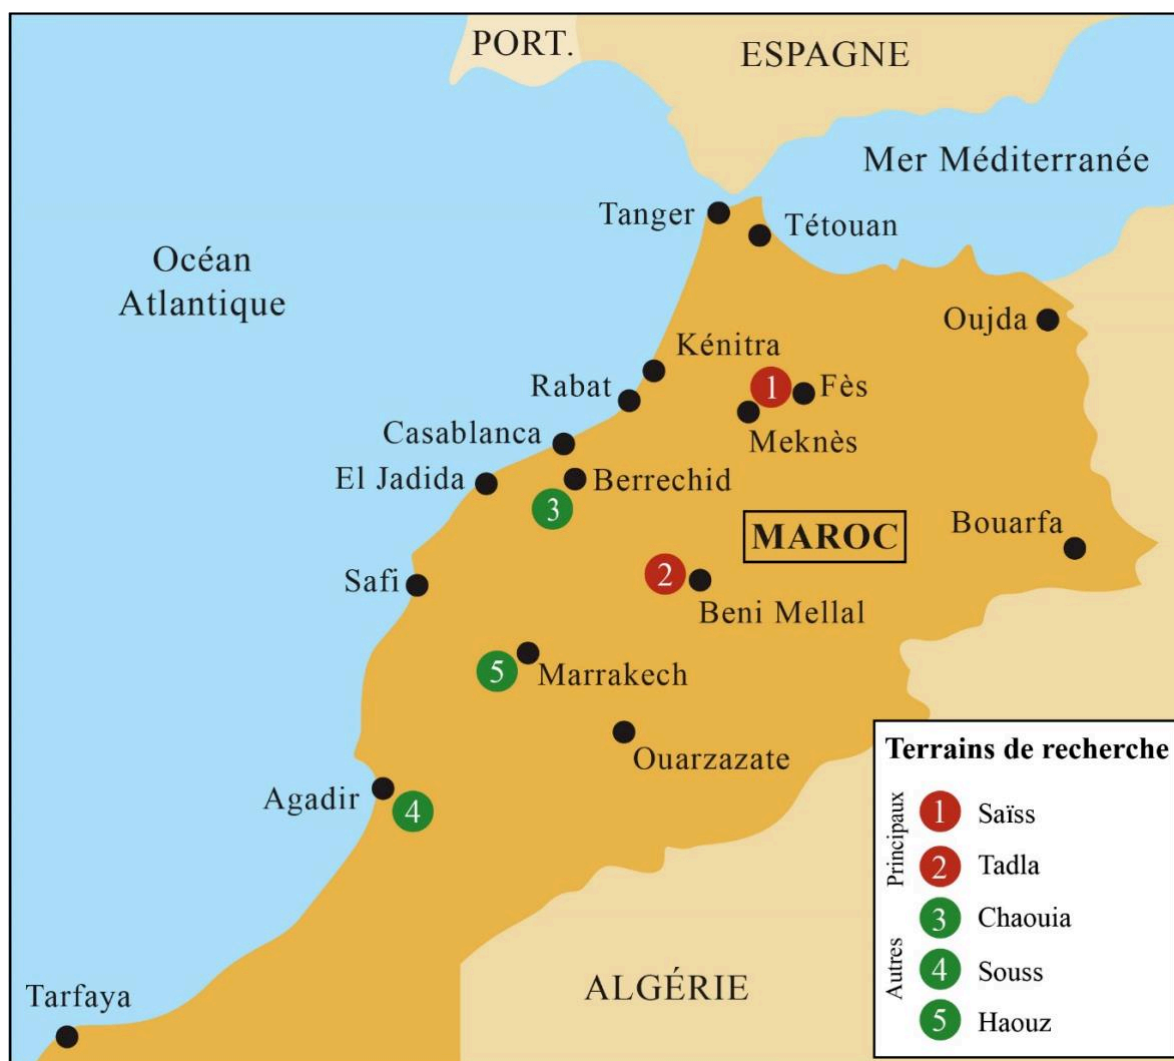 PORT.
ESPAGNE
Mer Méditerranée
Océan
Atlantique
Tanger
Tétouan
Oujda
Kénitra
Rabat
1
Fès
Meknès
Casablanca
El Jadida
Berrechid
3
MAROC
Bouarfa
Safi
2
Beni Mellal
5
Marrakech
Ouarzazate
Agadir
4
Tarfaya
ALGÉRIE
Terrains de recherche
Principaux
1 Saïss
2 Tadla
Autres
3 Chaouia
4 Souss
5 Haouz